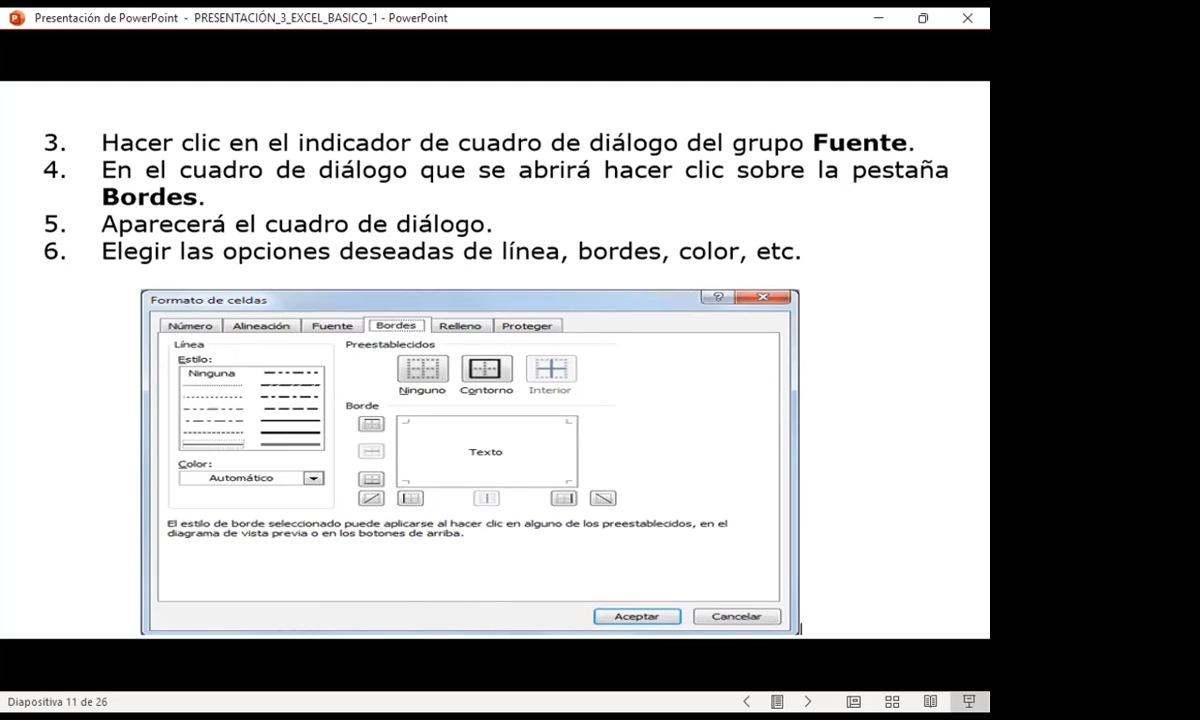 Presentación de PowerPoint - PRESENTACIÓN_3_EXCEL_BASICO_1 - PowerPoint
3. Hacer clic en el indicador de cuadro de diálogo del grupo Fuente.
4. En el cuadro de diálogo que se abrirá hacer clic sobre la pestaña
Bordes.
5. Aparecerá el cuadro de diálogo.
6. Elegir las opciones deseadas de línea, bordes, color, etc.
Formato de celdas
Número Alineación Fuente Bordes Relleno Proteger
Línea
Estilo:
Ninguna
Color:
Automático
Preestablecidos
Ninguno Contorno Interior
Borde
Texto
El estilo de borde seleccionado puede aplicarse al hacer clic en alguno de los preestablecidos, en el
diagrama de vista previa o en los botones de arriba.
Aceptar Cancelar
Diapositiva 11 de 26